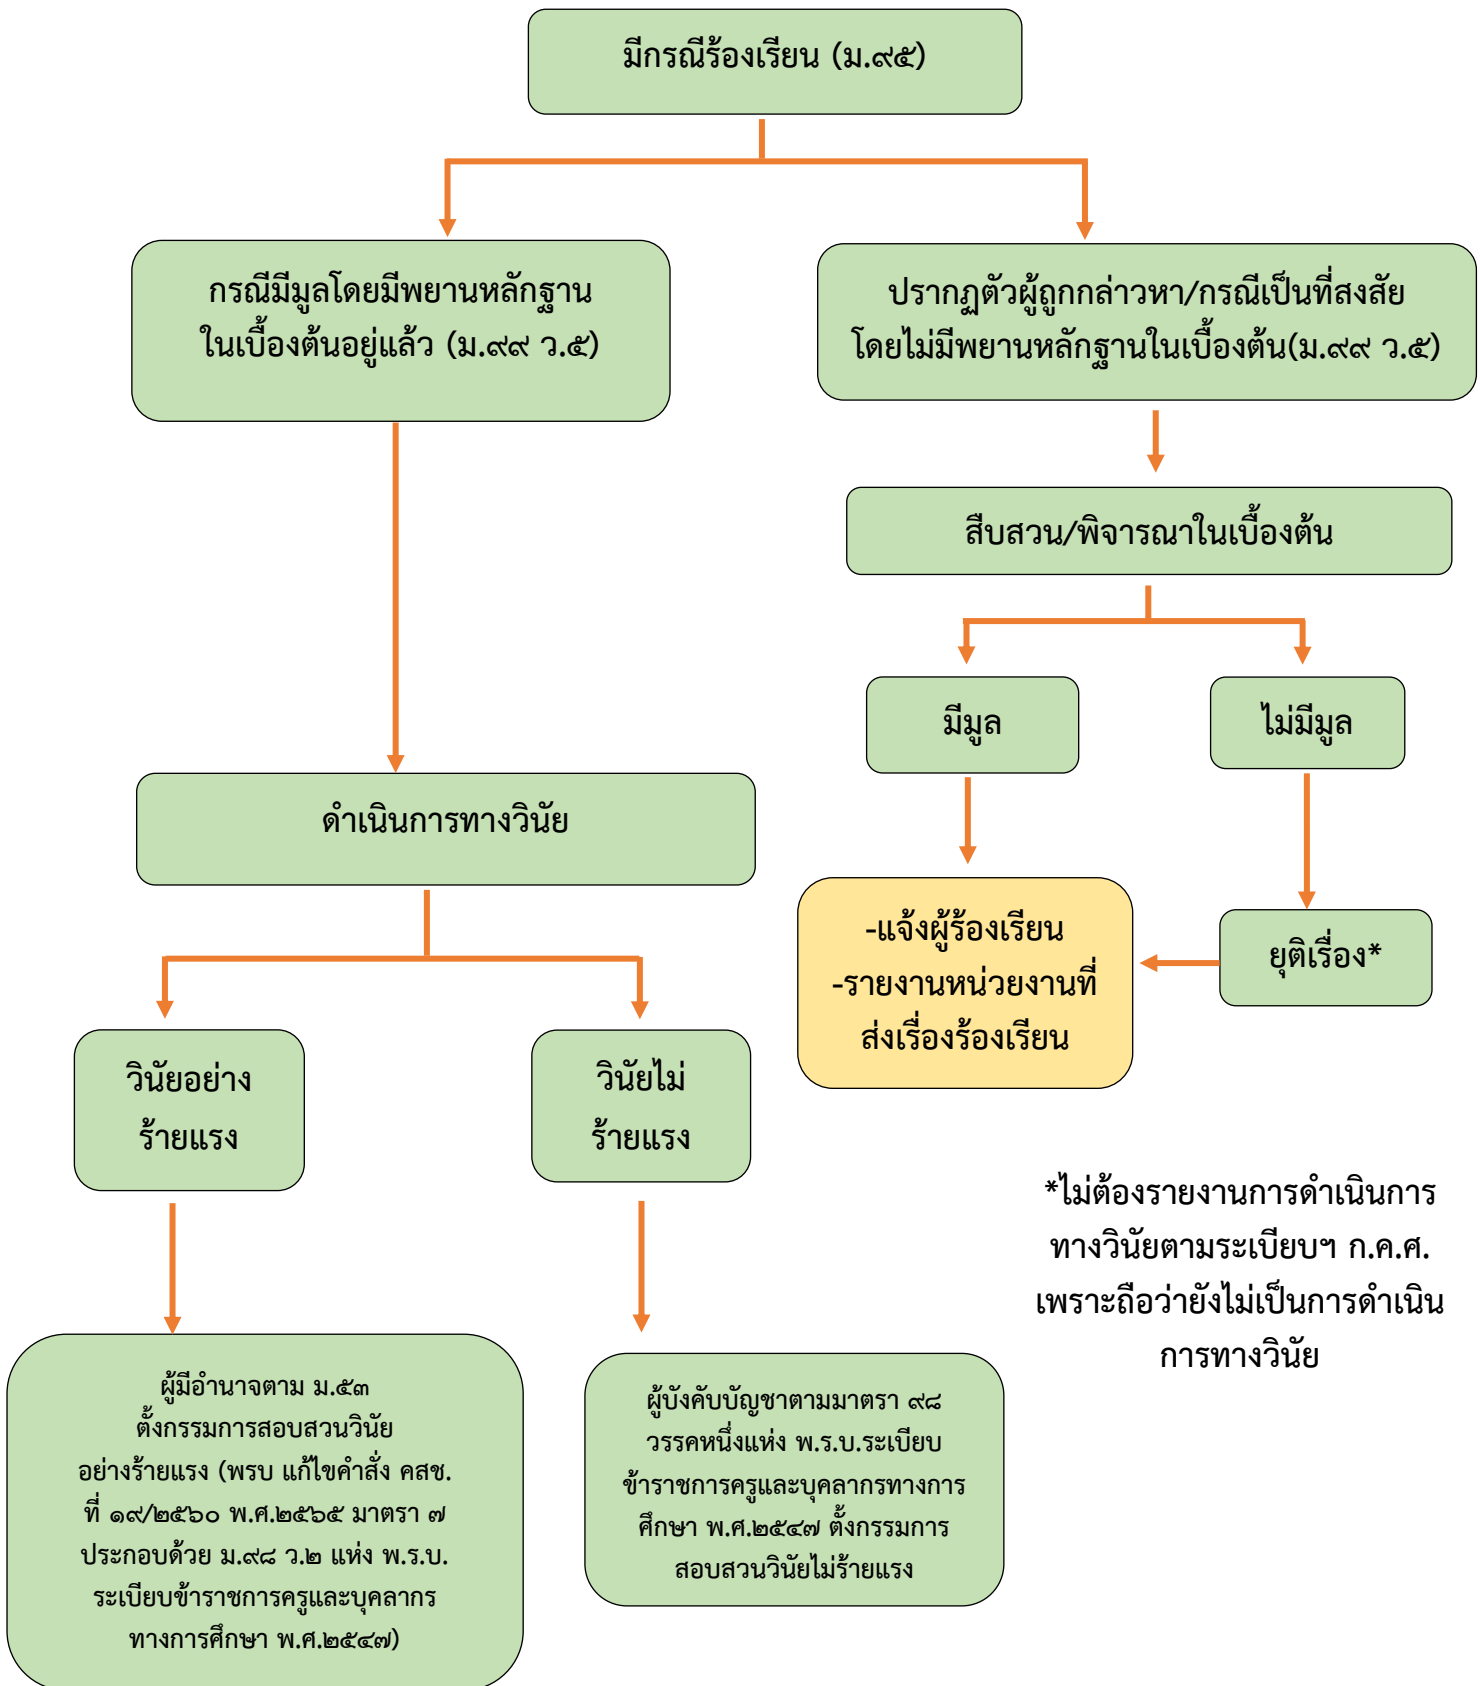 มีกรณีร้องเรียน (ม.๙๕)
กรณีมีมูลโดยมีพยานหลักฐาน
ในเบื้องต้นอยู่แล้ว (ม.๙๙ ว.๕)
ปรากฏตัวผู้ถูกกล่าวหา/กรณีเป็นที่สงสัย
โดยไม่มีพยานหลักฐานในเบื้องต้น(ม.๙๙ ว.๕)
สืบสวน/พิจารณาในเบื้องต้น
มีมูล
ไม่มีมูล
ดำเนินการทางวินัย
-แจ้งผู้ร้องเรียน
-รายงานหน่วยงานที่
ส่งเรื่องร้องเรียน
ยุติเรื่อง*
วินัยอย่าง
ร้ายแรง
วินัยไม่
ร้ายแรง
*ไม่ต้องรายงานการดำเนินการ
ทางวินัยตามระเบียบฯ ก.ค.ศ.
เพราะถือว่ายังไม่เป็นการดำเนิน
การทางวินัย
ผู้มีอำนาจตาม ม.๕๓
ตั้งกรรมการสอบสวนวินัย
อย่างร้ายแรง (พรบ แก้ไขคำสั่ง คสช.
ที่ ๑๙/๒๕๖๐ พ.ศ.๒๕๖๕ มาตรา ๗
ประกอบด้วย ม.๙๘ ว.๒ แห่ง พ.ร.บ.
ระเบียบข้าราชการครูและบุคลากร
ทางการศึกษา พ.ศ.๒๕๔๗)
ผู้บังคับบัญชาตามมาตรา ๙๘
วรรคหนึ่งแห่ง พ.ร.บ.ระเบียบ
ข้าราชการครูและบุคลากรทางการ
ศึกษา พ.ศ.๒๕๔๗ ตั้งกรรมการ
สอบสวนวินัยไม่ร้ายแรง